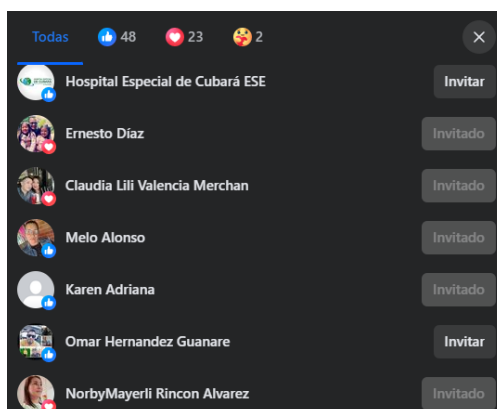 Todas 48 23 2
Hospital Especial de Cubará ESE Invitar
Ernesto Díaz Invitado
Claudia Lili Valencia Merchan Invitado
Melo Alonso Invitado
Karen Adriana Invitado
Omar Hernandez Guanare Invitar
NorbyMayerli Rincon Alvarez Invitado